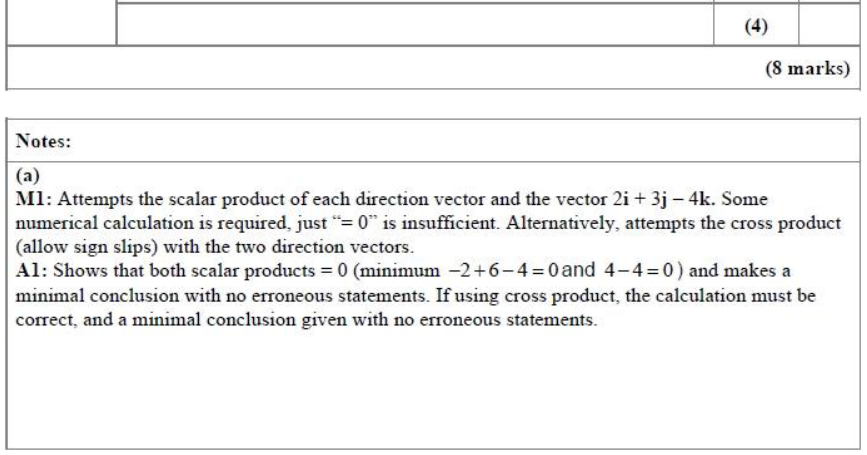 (4)
(8 marks)
Notes:
(a)
M1: Attempts the scalar product of each direction vector and the vector 2i + 3j – 4k. Some
numerical calculation is required, just “= 0” is insufficient. Alternatively, attempts the cross product
(allow sign slips) with the two direction vectors.
A1: Shows that both scalar products = 0 (minimum −2+6−4=0 and 4−4=0) and makes a
minimal conclusion with no erroneous statements. If using cross product, the calculation must be
correct, and a minimal conclusion given with no erroneous statements.